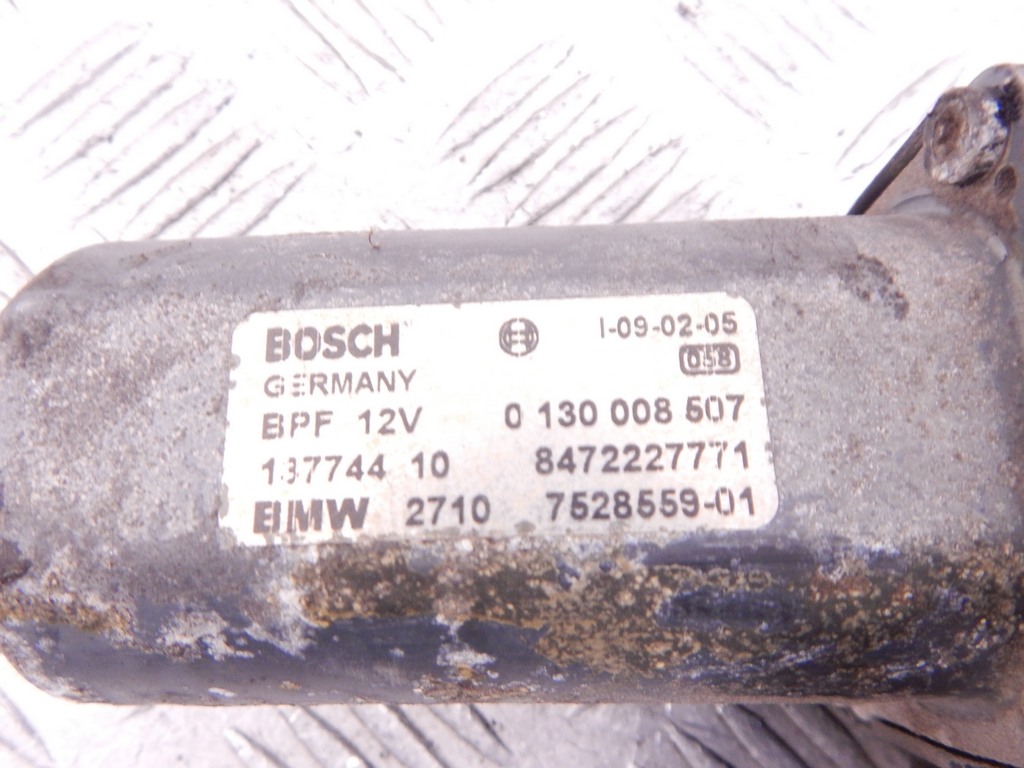 BOSCH I-09-02-05
GERMANY 058
BPF 12V 0 130 008 507
137744 10 8472227771
BMW 2710 7528559-01